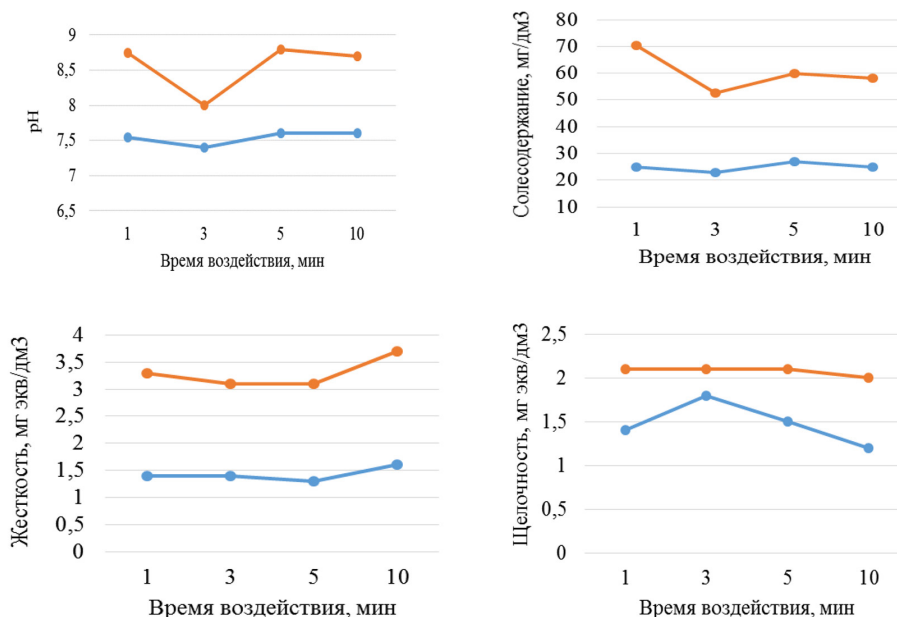 pH
9
8,5
8
7,5
7
6,5
1 3 5 10
Время воздействия, мин
Солесодержание, мг/дм3
80
70
60
50
40
30
20
10
1 3 5 10
Время воздействия, мин
Жесткость, мг экв/дм3
4
3,5
3
2,5
2
1,5
1
0,5
0
1 3 5 10
Время воздействия, мин
Щелочность, мг экв/дм3
2,5
2
1,5
1
0,5
0
1 3 5 10
Время воздействия, мин